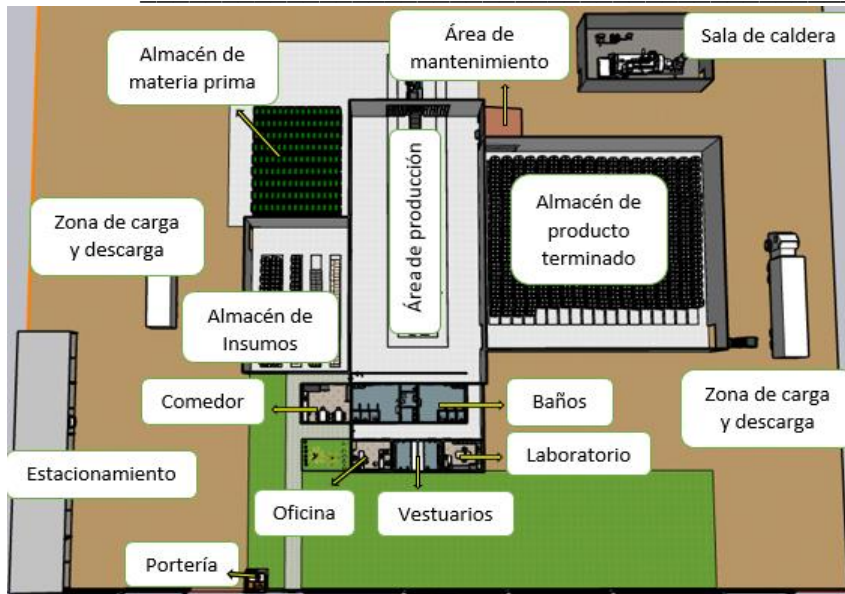 Almacén de
materia prima
Área de
mantenimiento
Sala de caldera
Área de producción
Almacén de
producto
terminado
Zona de carga
y descarga
Almacén de
Insumos
Comedor
Baños
Zona de carga
y descarga
Estacionamiento
Laboratorio
Oficina
Vestuarios
Portería